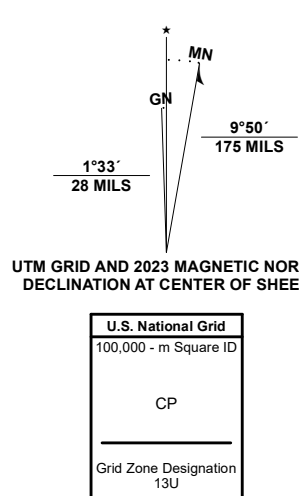 ★
MN
GN
9°50´
175 MILS
1°33´
28 MILS
UTM GRID AND 2023 MAGNETIC NOR
DECLINATION AT CENTER OF SHEE
U.S. National Grid
100,000 - m Square ID
CP
Grid Zone Designation
13U